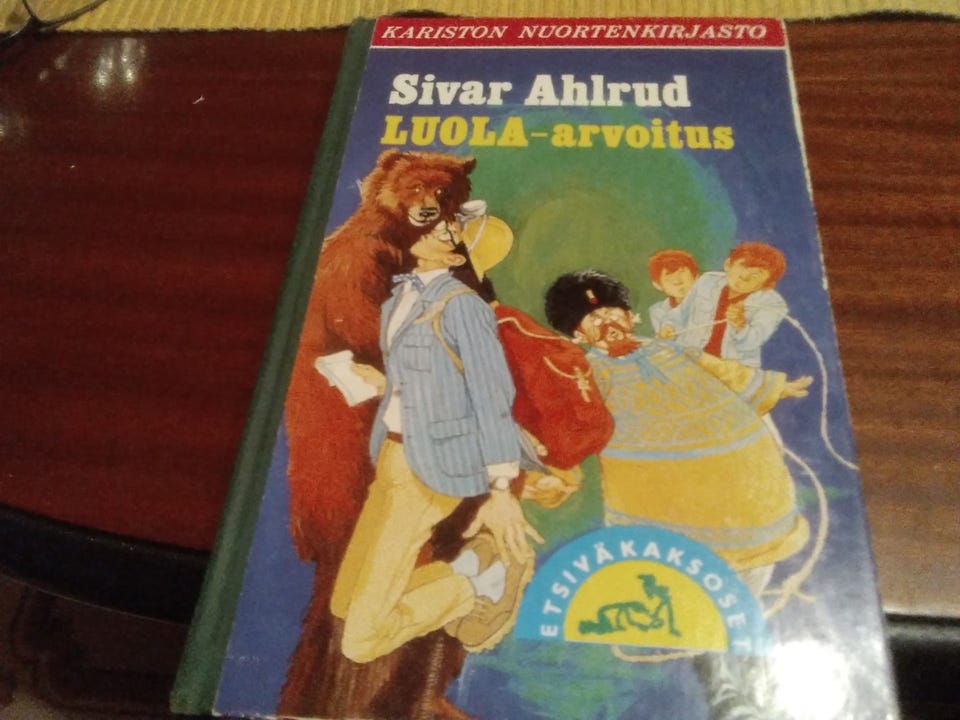 KARISTON NUORTENKIRJASTO
Sivar Ahlrud
LUOLA-arvoitus
ETSIVÄKAKSOSET